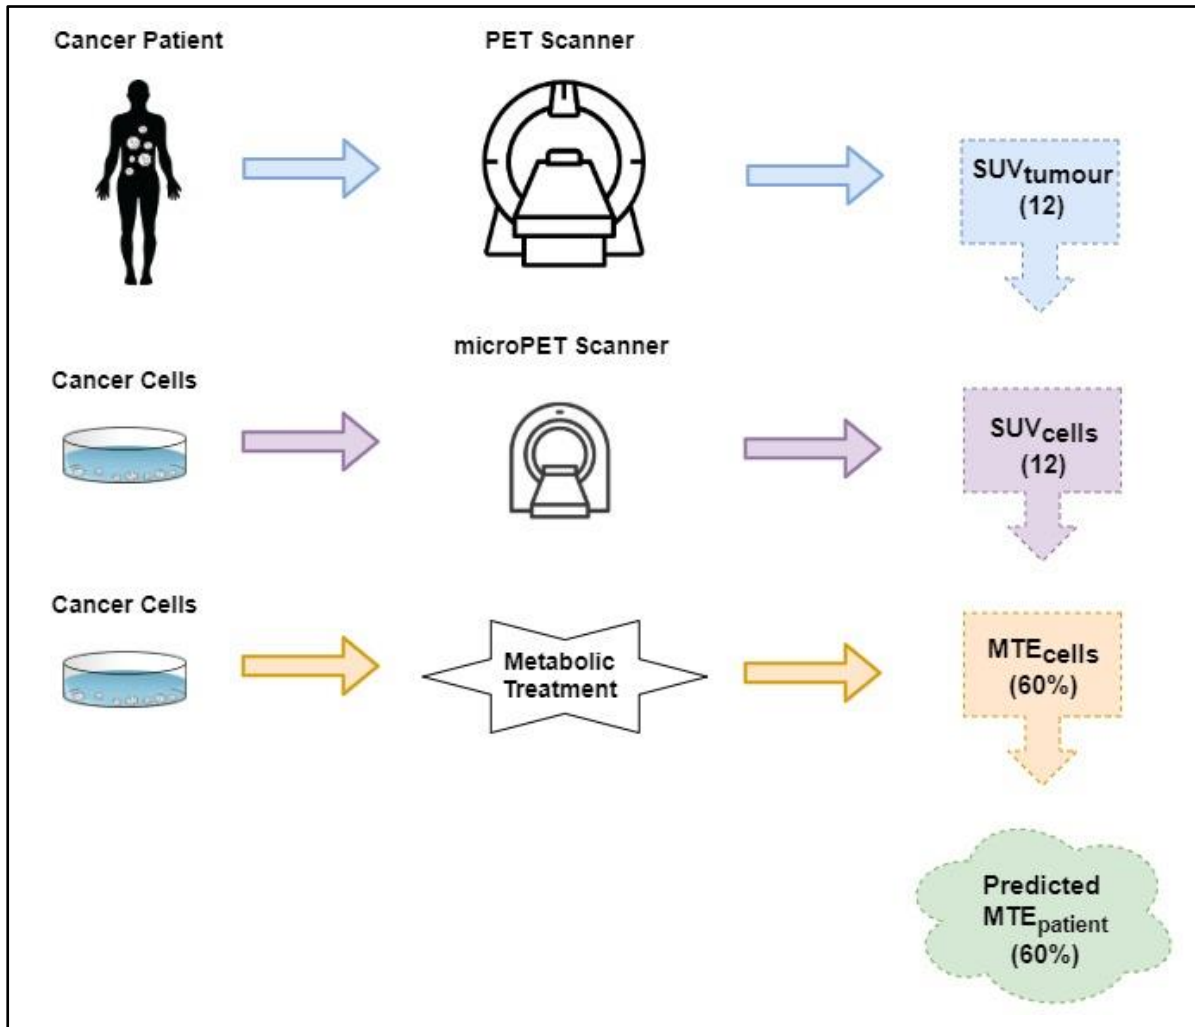 Cancer Patient
PET Scanner
SUVtumour
(12)
microPET Scanner
Cancer Cells
SUVcells
(12)
Cancer Cells
Metabolic
Treatment
MTEcells
(60%)
Predicted
MTEpatient
(60%)